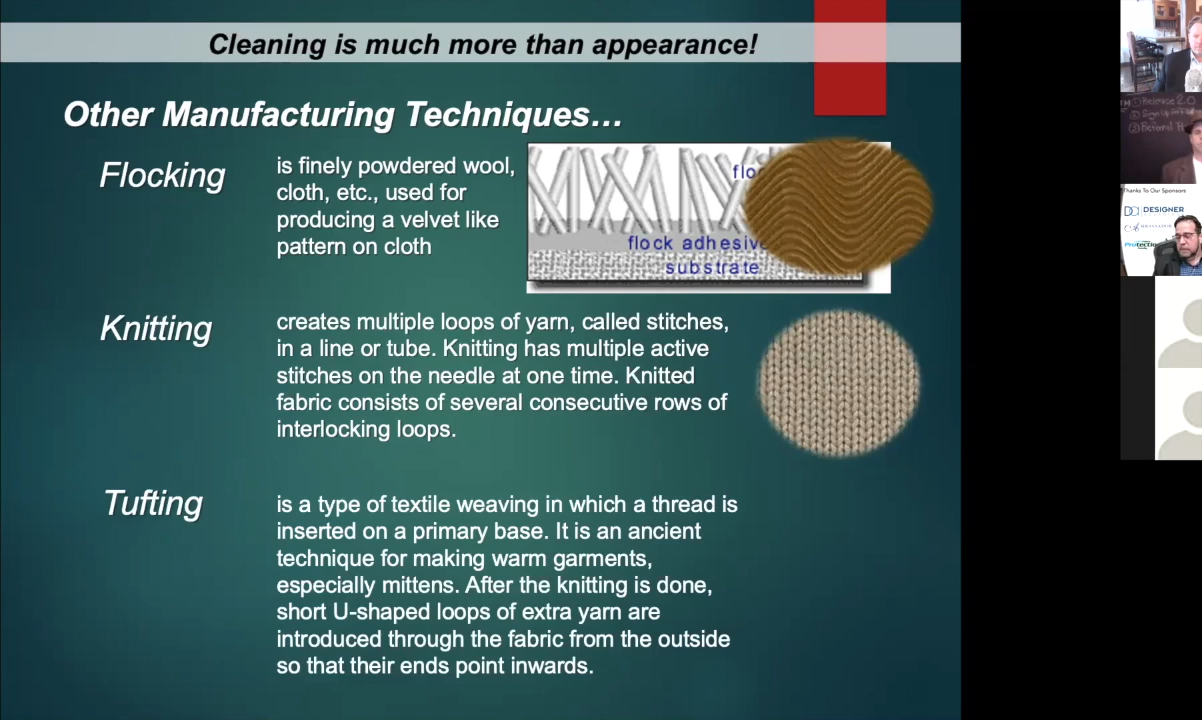 Cleaning is much more than appearance!
Other Manufacturing Techniques...
Flocking
is finely powdered wool,
cloth, etc., used for
producing a velvet like
pattern on cloth
flock adhesive
substrate
Knitting
creates multiple loops of yarn, called stitches,
in a line or tube. Knitting has multiple active
stitches on the needle at one time. Knitted
fabric consists of several consecutive rows of
interlocking loops.
Tufting
is a type of textile weaving in which a thread is
inserted on a primary base. It is an ancient
technique for making warm garments,
especially mittens. After the knitting is done,
short U-shaped loops of extra yarn are
introduced through the fabric from the outside
so that their ends point inwards.
Release 2.0
Thanks To Our Sponsors
DESIGNER